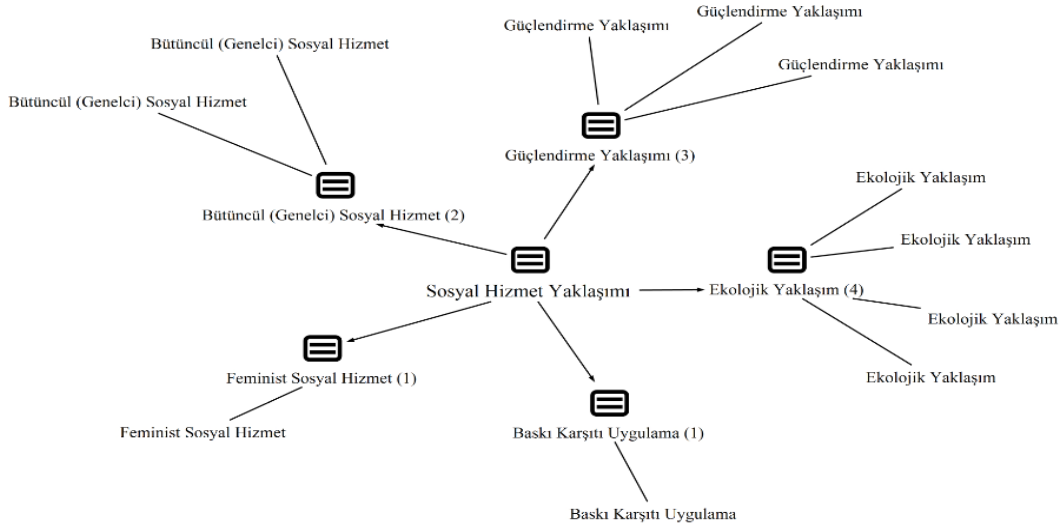 Güçlendirme Yaklaşımı
Güçlendirme Yaklaşımı
Bütüncül (Genelci) Sosyal Hizmet
Güçlendirme Yaklaşımı
Bütüncül (Genelci) Sosyal Hizmet
Güçlendirme Yaklaşımı (3)
Ekolojik Yaklaşım
Bütüncül (Genelci) Sosyal Hizmet (2)
Ekolojik Yaklaşım
Sosyal Hizmet Yaklaşımı
Ekolojik Yaklaşım (4)
Ekolojik Yaklaşım
Feminist Sosyal Hizmet (1)
Ekolojik Yaklaşım
Feminist Sosyal Hizmet
Baskı Karşıtı Uygulama (1)
Baskı Karşıtı Uygulama